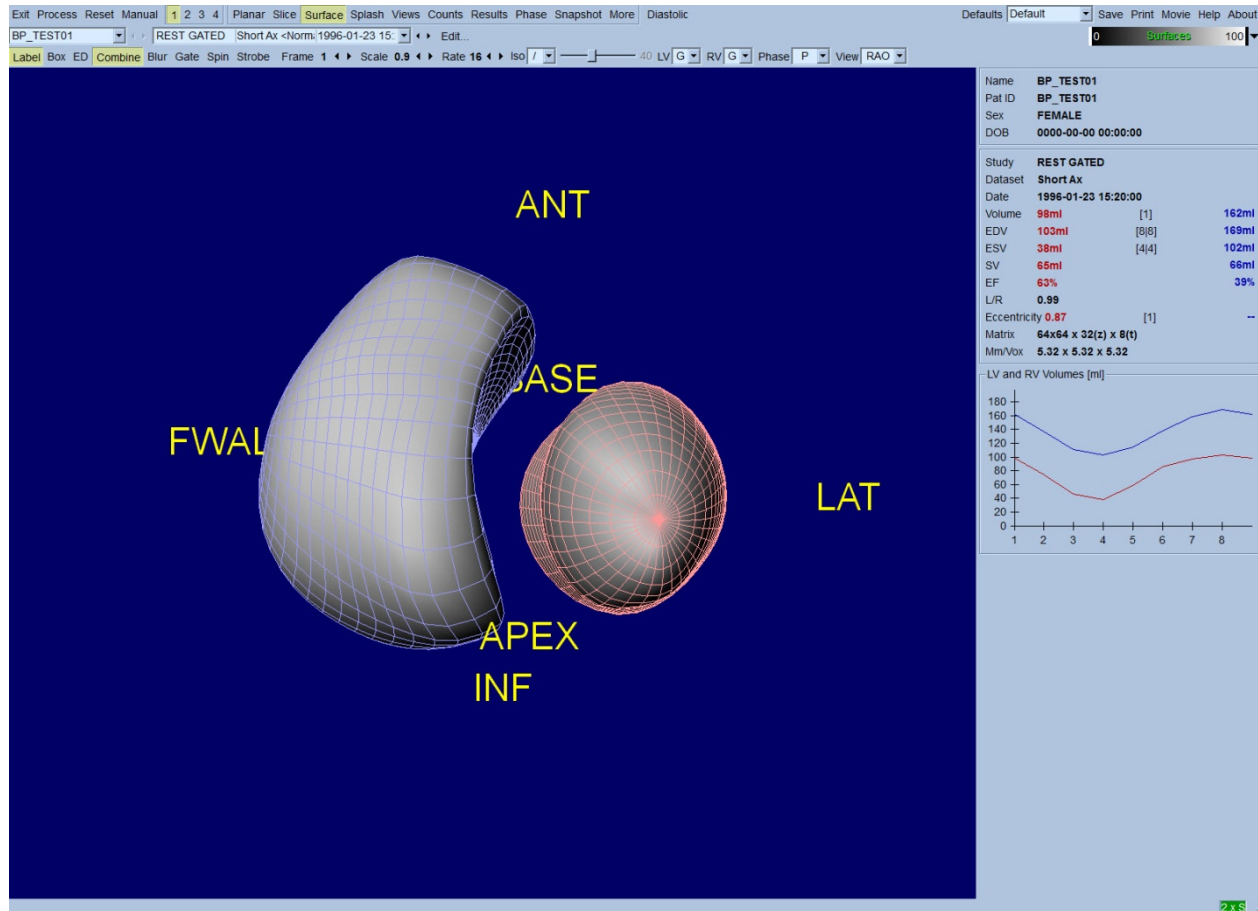 Exit Process Reset Manual 1 2 3 4 Planar Slice Surface Splash Views Counts Results Phase Snapshot More Diastolic Defaults Default Save Print Movie Help About
BP_TEST01 REST GATED Short Ax <Norm: 1996-01-23 15: Edit... 0 Surfaces 100
Label Box ED Combine Blur Gate Spin Strobe Frame 1 Scale 0.9 Rate 16 Iso / 40 LV G RV G Phase P View RAO
Name BP_TEST01
Pat ID BP_TEST01
Sex FEMALE
DOB 0000-00-00 00:00:00
Study REST GATED
Dataset Short Ax
Date 1996-01-23 15:20:00
Volume 98ml [1] 162ml
EDV 103ml [8|8] 169ml
ESV 38ml [4|4] 102ml
SV 65ml 66ml
EF 63% 39%
L/R 0.99
Eccentricity 0.87 [1] --
Matrix 64x64 x 32(z) x 8(t)
Mm/Vox 5.32 x 5.32 x 5.32
LV and RV Volumes [ml]
180
160
140
120
100
80
60
40
20
0
1 2 3 4 5 6 7 8
ANT
BASE
FWAL
LAT
APEX
INF
2 x S